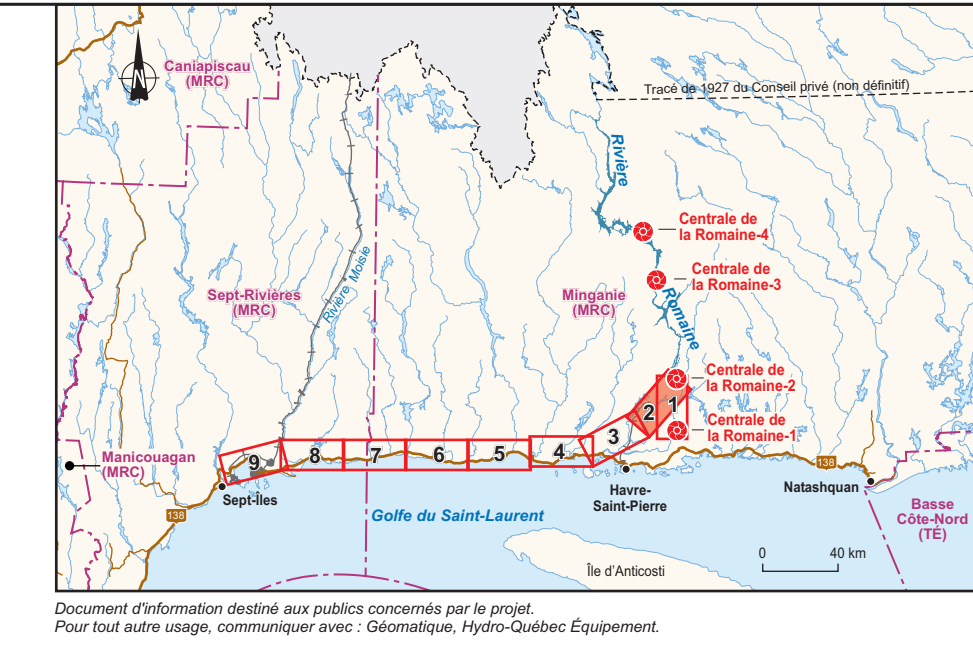 N
Caniapiscau
(MRC)
Tracé de 1927 du Conseil privé (non définitif)
Rivière
Centrale de
la Romaine-4
Centrale de
la Romaine-3
Sept-Rivières
(MRC)
Rivière Moisie
Minganie
(MRC)
Romaine
Centrale de
la Romaine-2
Centrale de
la Romaine-1
1
2
3
4
5
6
7
8
9
Manicouagan
(MRC)
Sept-Îles
138
Havre-
Saint-Pierre
138
Natashquan
Basse
Côte-Nord
(TÉ)
Golfe du Saint-Laurent
Île d'Anticosti
0 40 km
Document d'information destiné aux publics concernés par le projet.
Pour tout autre usage, communiquer avec : Géomatique, Hydro-Québec Équipement.